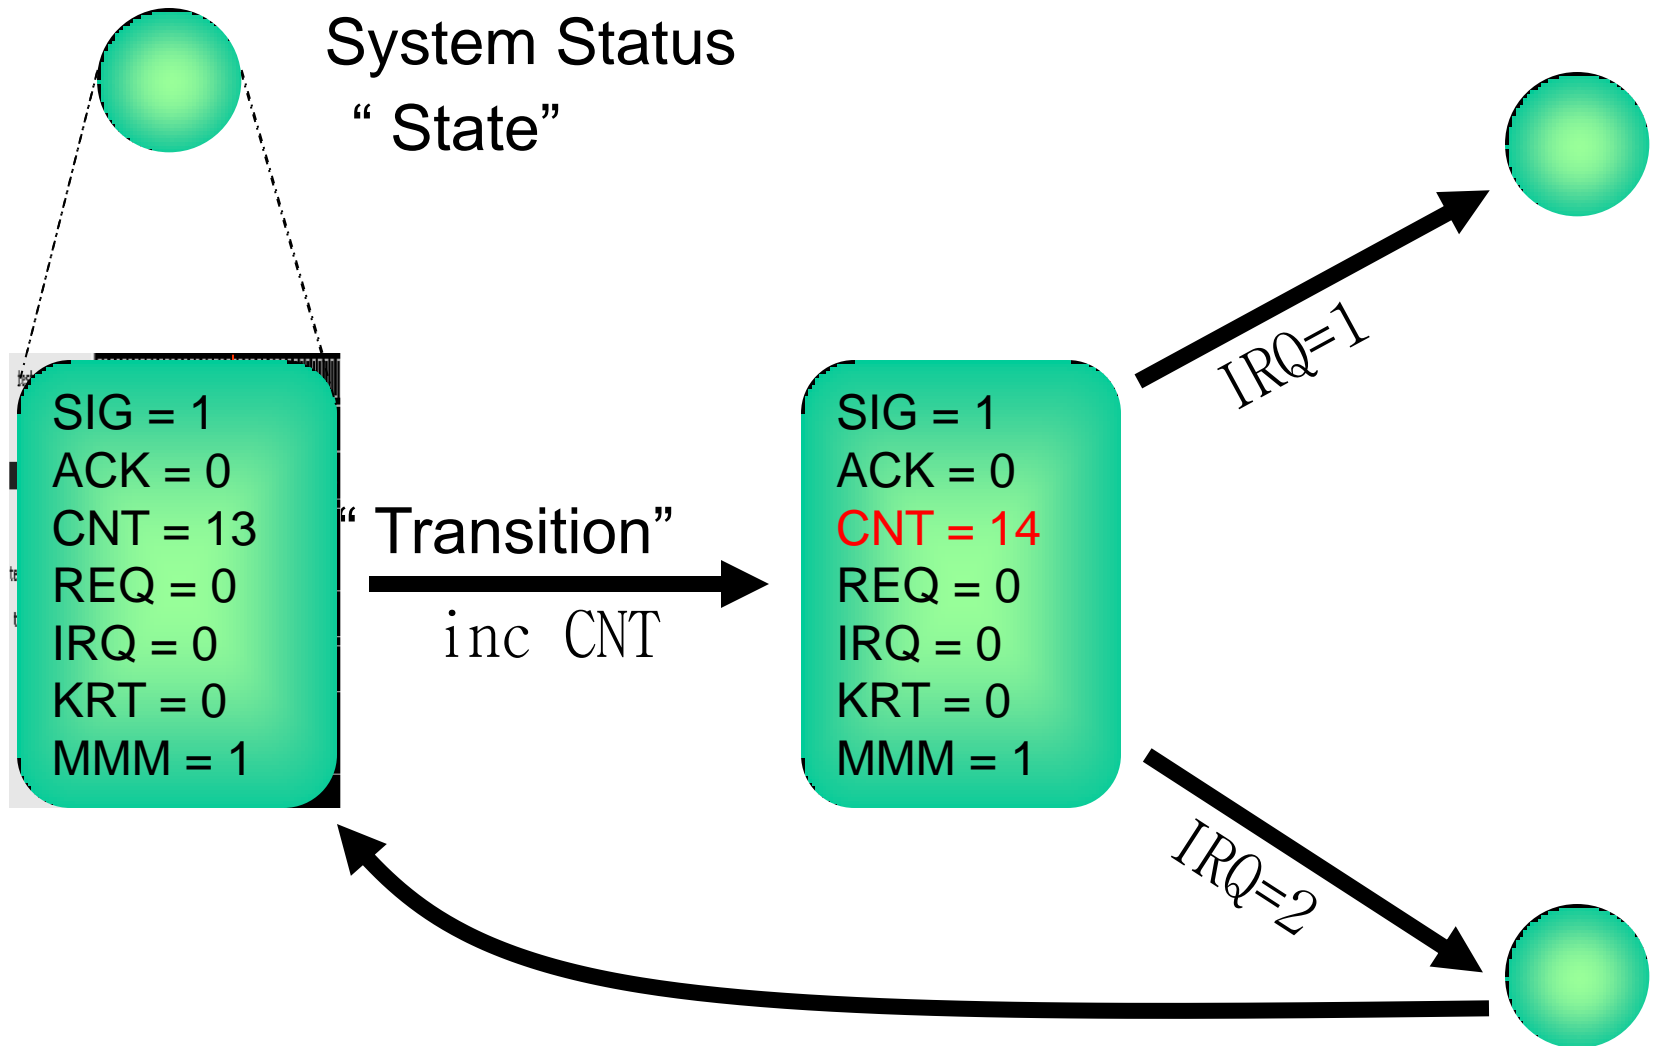 System Status
“ State”
SIG = 1
ACK = 0
CNT = 13
REQ = 0
IRQ = 0
KRT = 0
MMM = 1
“ Transition”
inc CNT
SIG = 1
ACK = 0
CNT = 14
REQ = 0
IRQ = 0
KRT = 0
MMM = 1
IRQ=1
IRQ=2